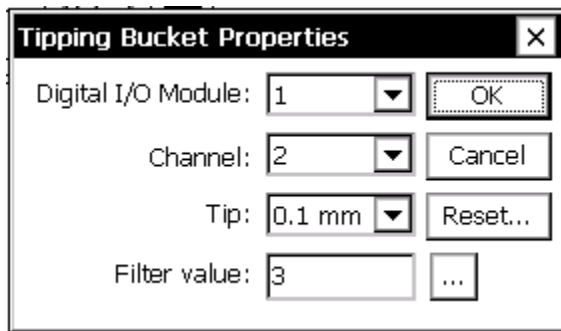 Tipping Bucket Properties
Digital I/O Module: 1 OK
Channel: 2 Cancel
Tip: 0.1 mm Reset...
Filter value: 3 ...